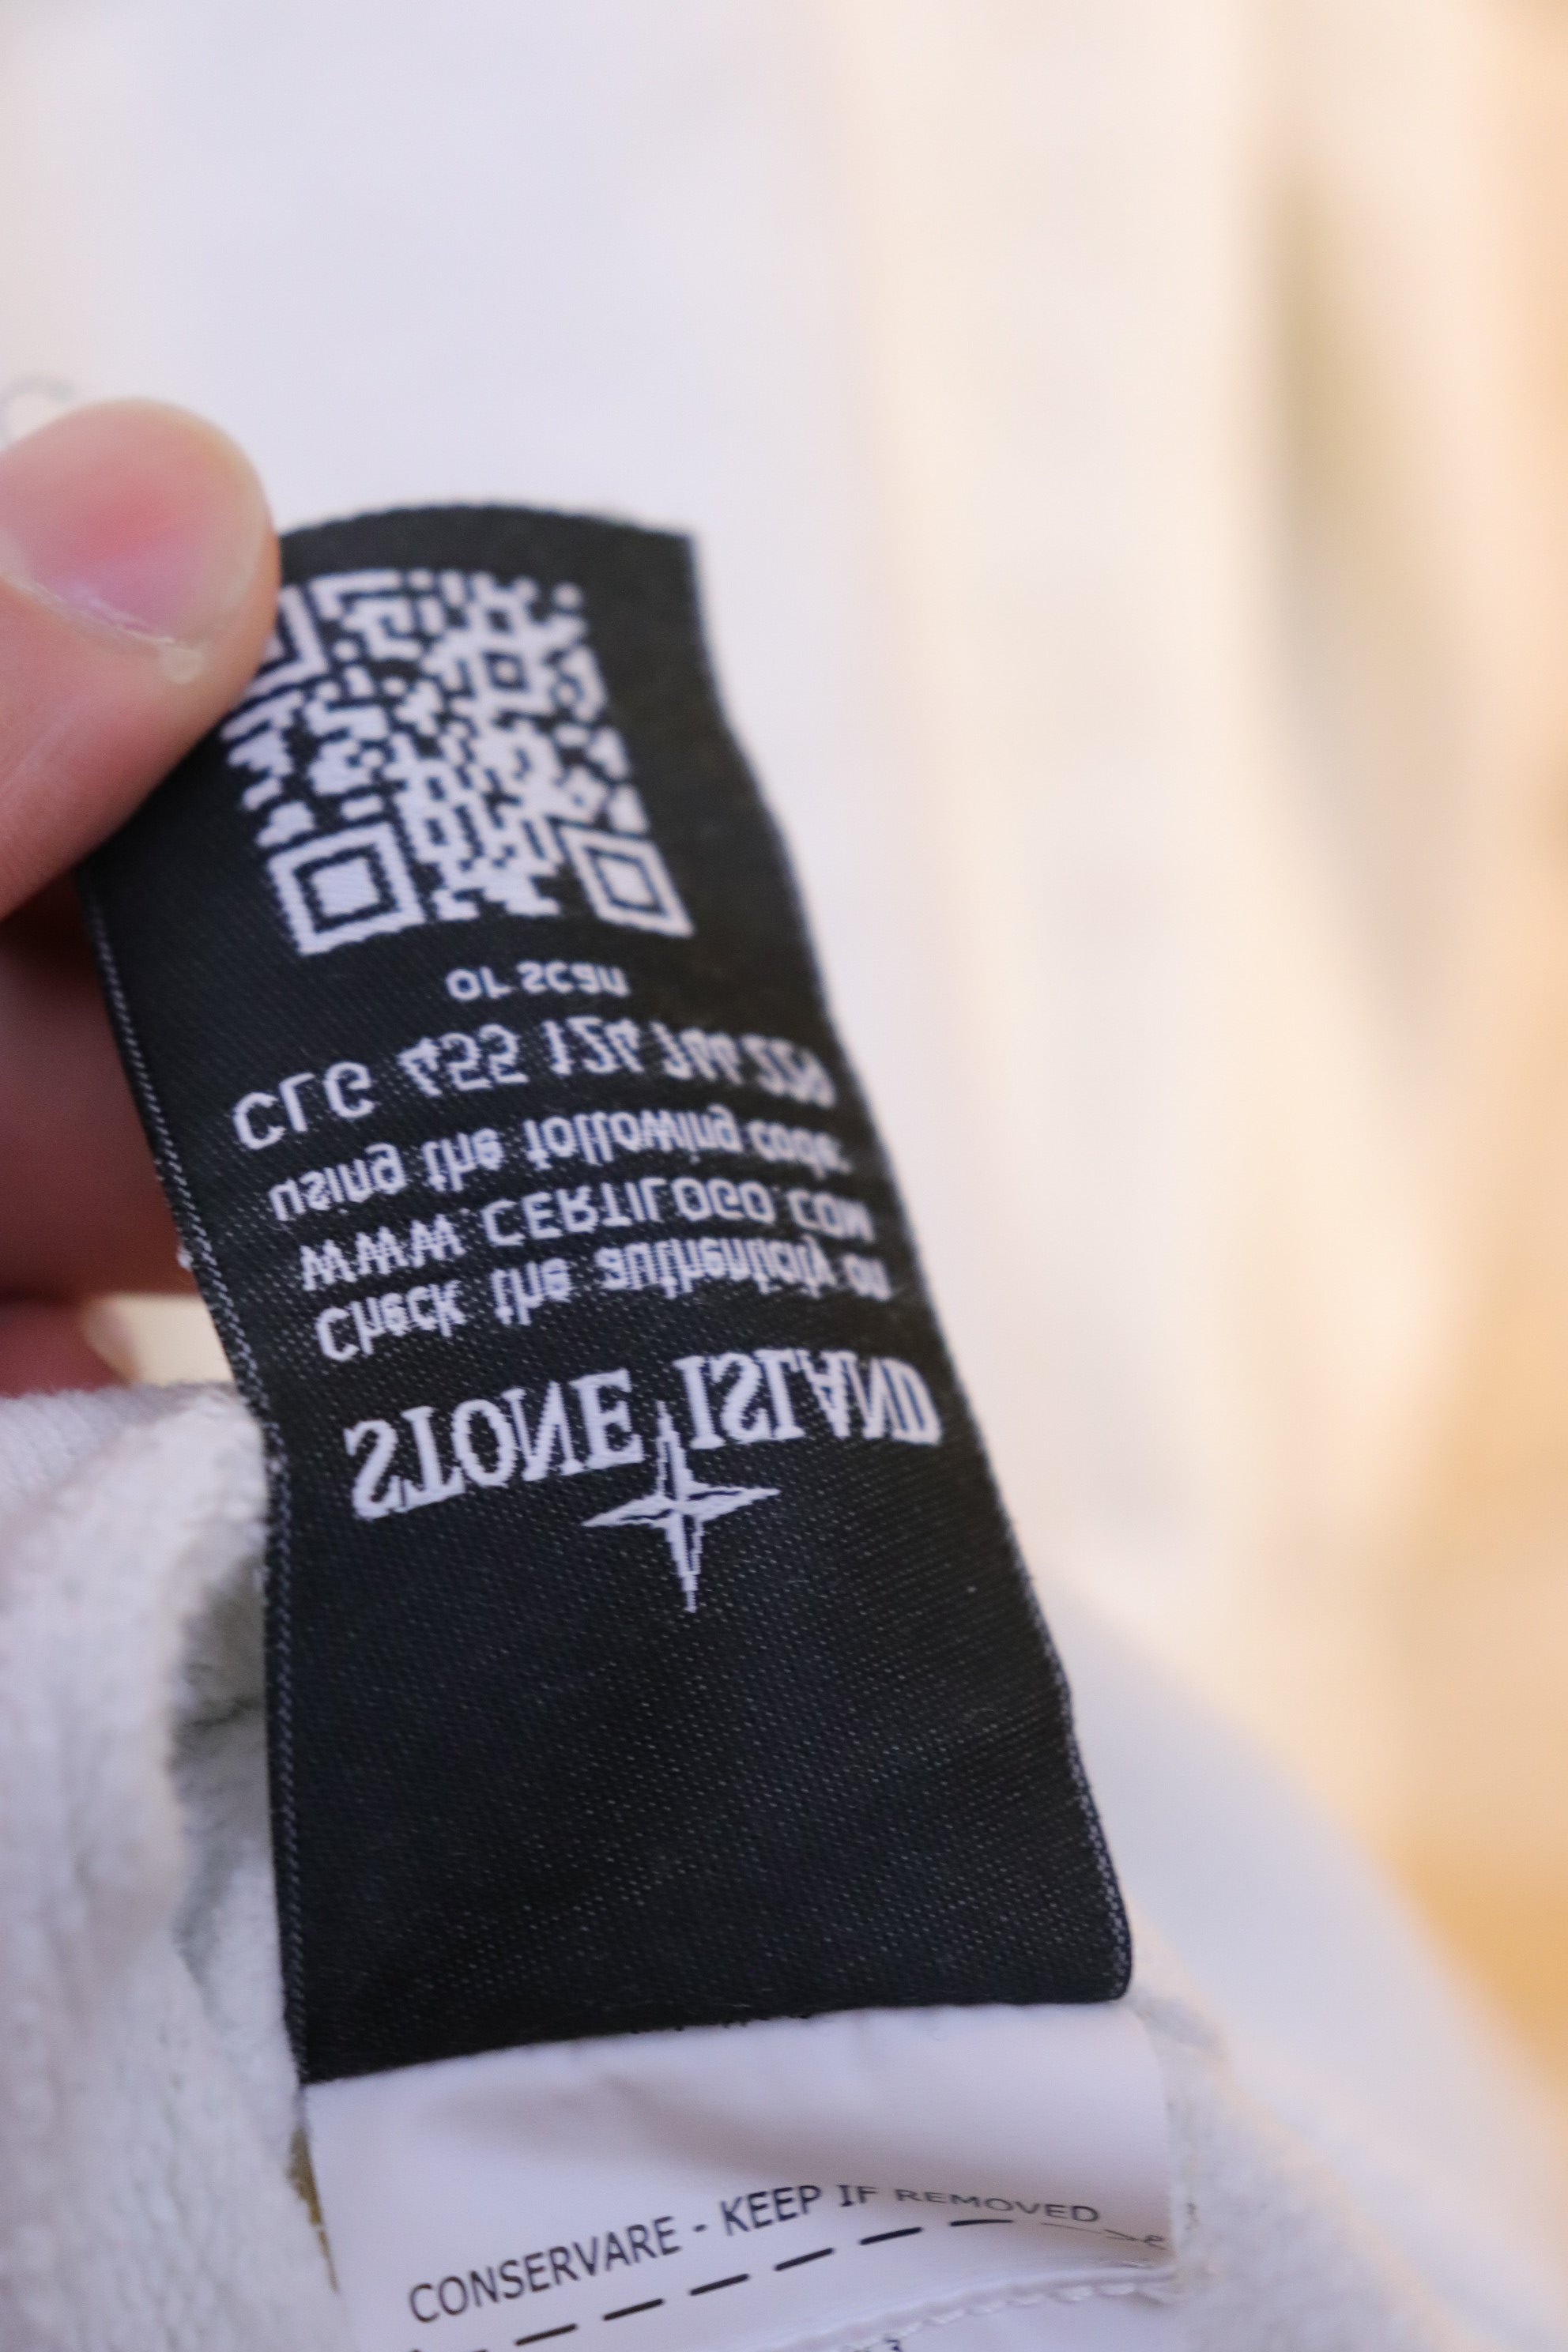 STONE ISLAND
Check the authenticity on
WWW.CERTILOGO.COM
using the following code:
CLG 455 124 744 229
or scan
CONSERVARE - KEEP IF REMOVED